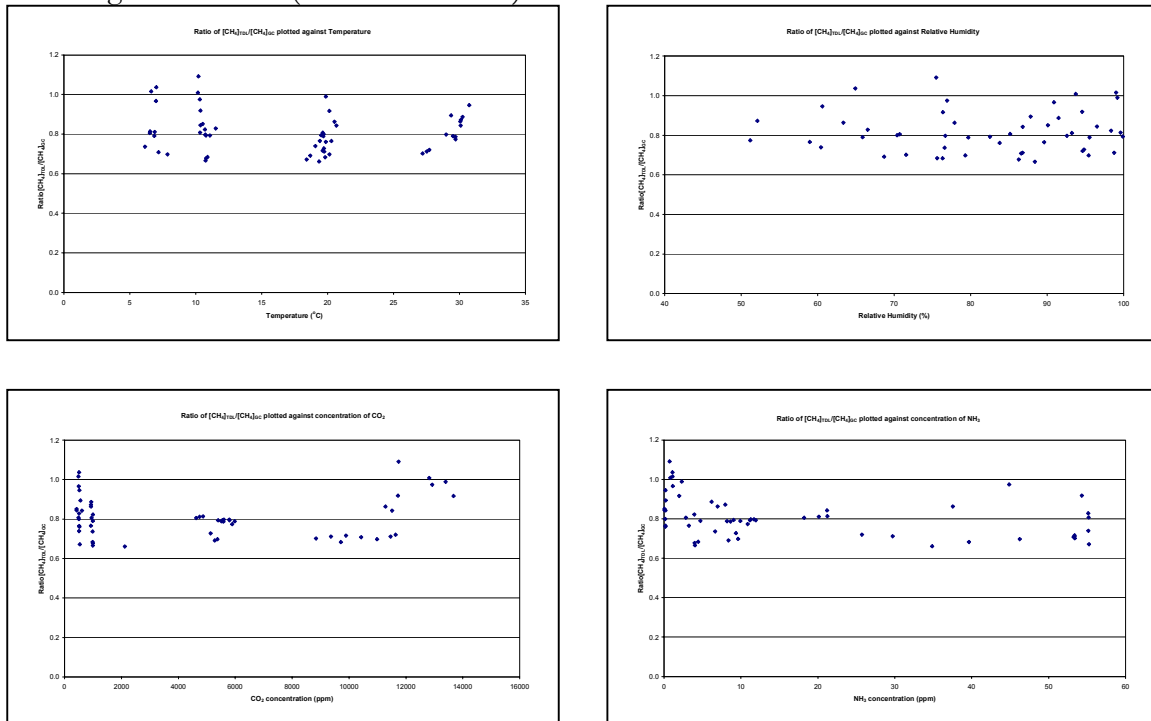 Ratio of [CH₄]TDL/[CH₄]GC plotted against Temperature
1.2
1.0
0.8
0.6
0.4
0.2
0.0
0 5 10 15 20 25 30 35
Temperature (°C)
Ratio[CH₄]TDL/[CH₄]GC
Ratio of [CH₄]TDL/[CH₄]GC plotted against Relative Humidity
1.2
1.0
0.8
0.6
0.4
0.2
0.0
40 50 60 70 80 90 100
Relative Humidity (%)
Ratio[CH₄]TDL/[CH₄]GC
Ratio of [CH₄]TDL/[CH₄]GC plotted against concentration of CO₂
1.2
1.0
0.8
0.6
0.4
0.2
0.0
0 2000 4000 6000 8000 10000 12000 14000 16000
CO₂ concentration (ppm)
Ratio[CH₄]TDL/[CH₄]GC
Ratio of [CH₄]TDL/[CH₄]GC plotted against concentration of NH₃
1.2
1.0
0.8
0.6
0.4
0.2
0.0
0 10 20 30 40 50 60
NH₃ concentration (ppm)
Ratio[CH₄]TDL/[CH₄]GC